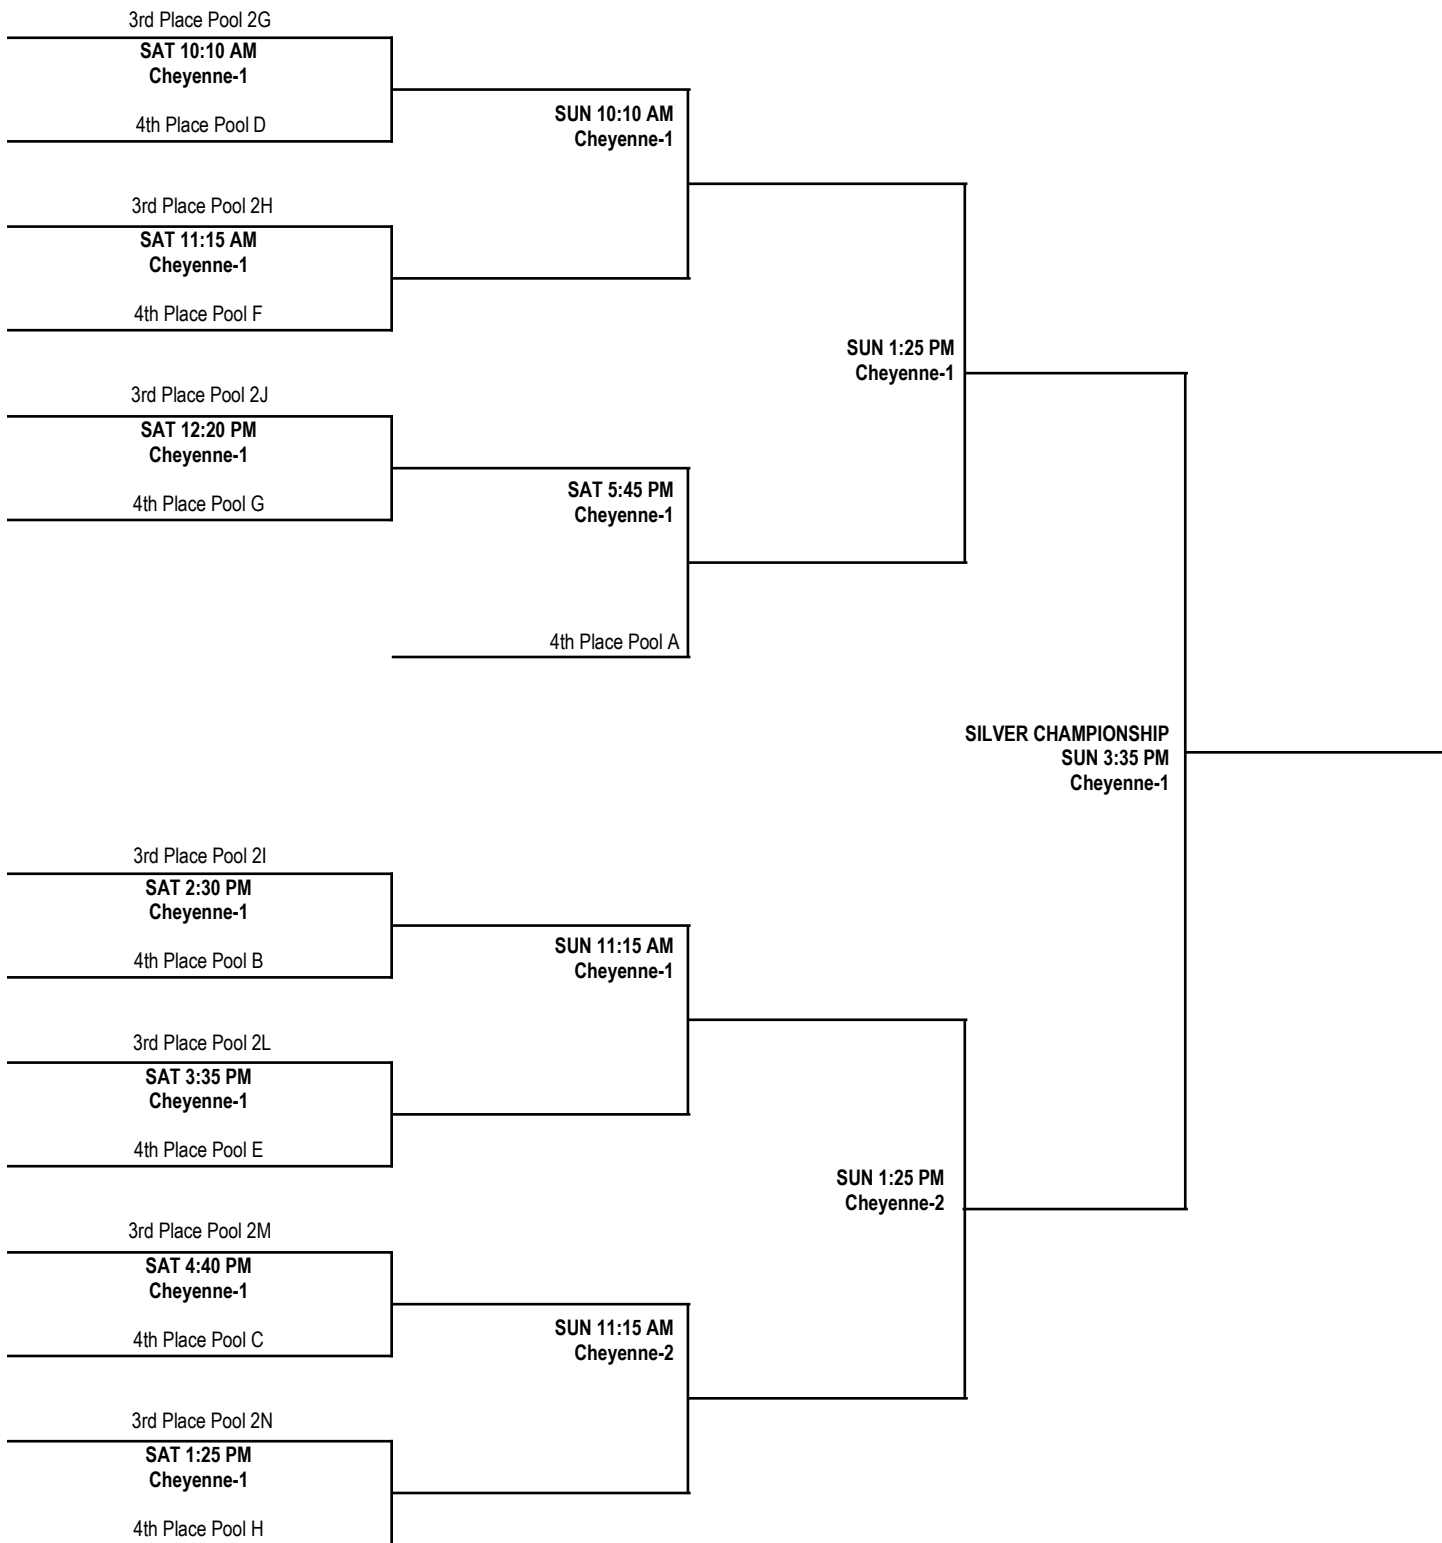 3rd Place Pool 2G
SAT 10:10 AM
Cheyenne-1
4th Place Pool D
SUN 10:10 AM
Cheyenne-1
3rd Place Pool 2H
SAT 11:15 AM
Cheyenne-1
4th Place Pool F
SUN 1:25 PM
Cheyenne-1
3rd Place Pool 2J
SAT 12:20 PM
Cheyenne-1
4th Place Pool G
SAT 5:45 PM
Cheyenne-1
4th Place Pool A
SILVER CHAMPIONSHIP
SUN 3:35 PM
Cheyenne-1
3rd Place Pool 2I
SAT 2:30 PM
Cheyenne-1
4th Place Pool B
SUN 11:15 AM
Cheyenne-1
3rd Place Pool 2L
SAT 3:35 PM
Cheyenne-1
4th Place Pool E
SUN 1:25 PM
Cheyenne-2
3rd Place Pool 2M
SAT 4:40 PM
Cheyenne-1
4th Place Pool C
SUN 11:15 AM
Cheyenne-2
3rd Place Pool 2N
SAT 1:25 PM
Cheyenne-1
4th Place Pool H